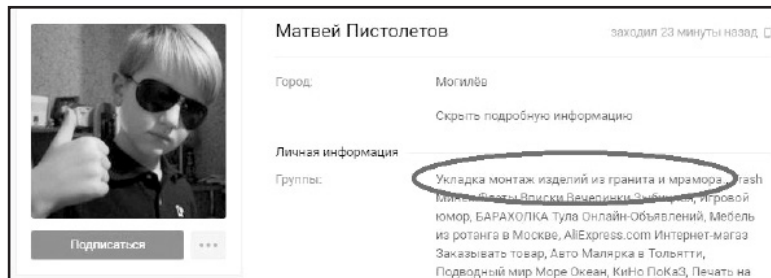 Матвей Пистолетов
заходил 23 минуты назад
Город: Могилёв
Скрыть подробную информацию
Личная информация
Группы: Укладка монтаж изделий из гранита и мрамора,
Вписки Вечеринки Игровой
юмор, БАРАХОЛКА Тула Онлайн-Объявлений, Мебель
из ротанга в Москве, AliExpress.com Интернет-магаз
Заказывать товар, Авто Малярка в Тольятти,
Подводный мир Море Океан, КиНо ПоКаЗ, Печать на
Подписаться